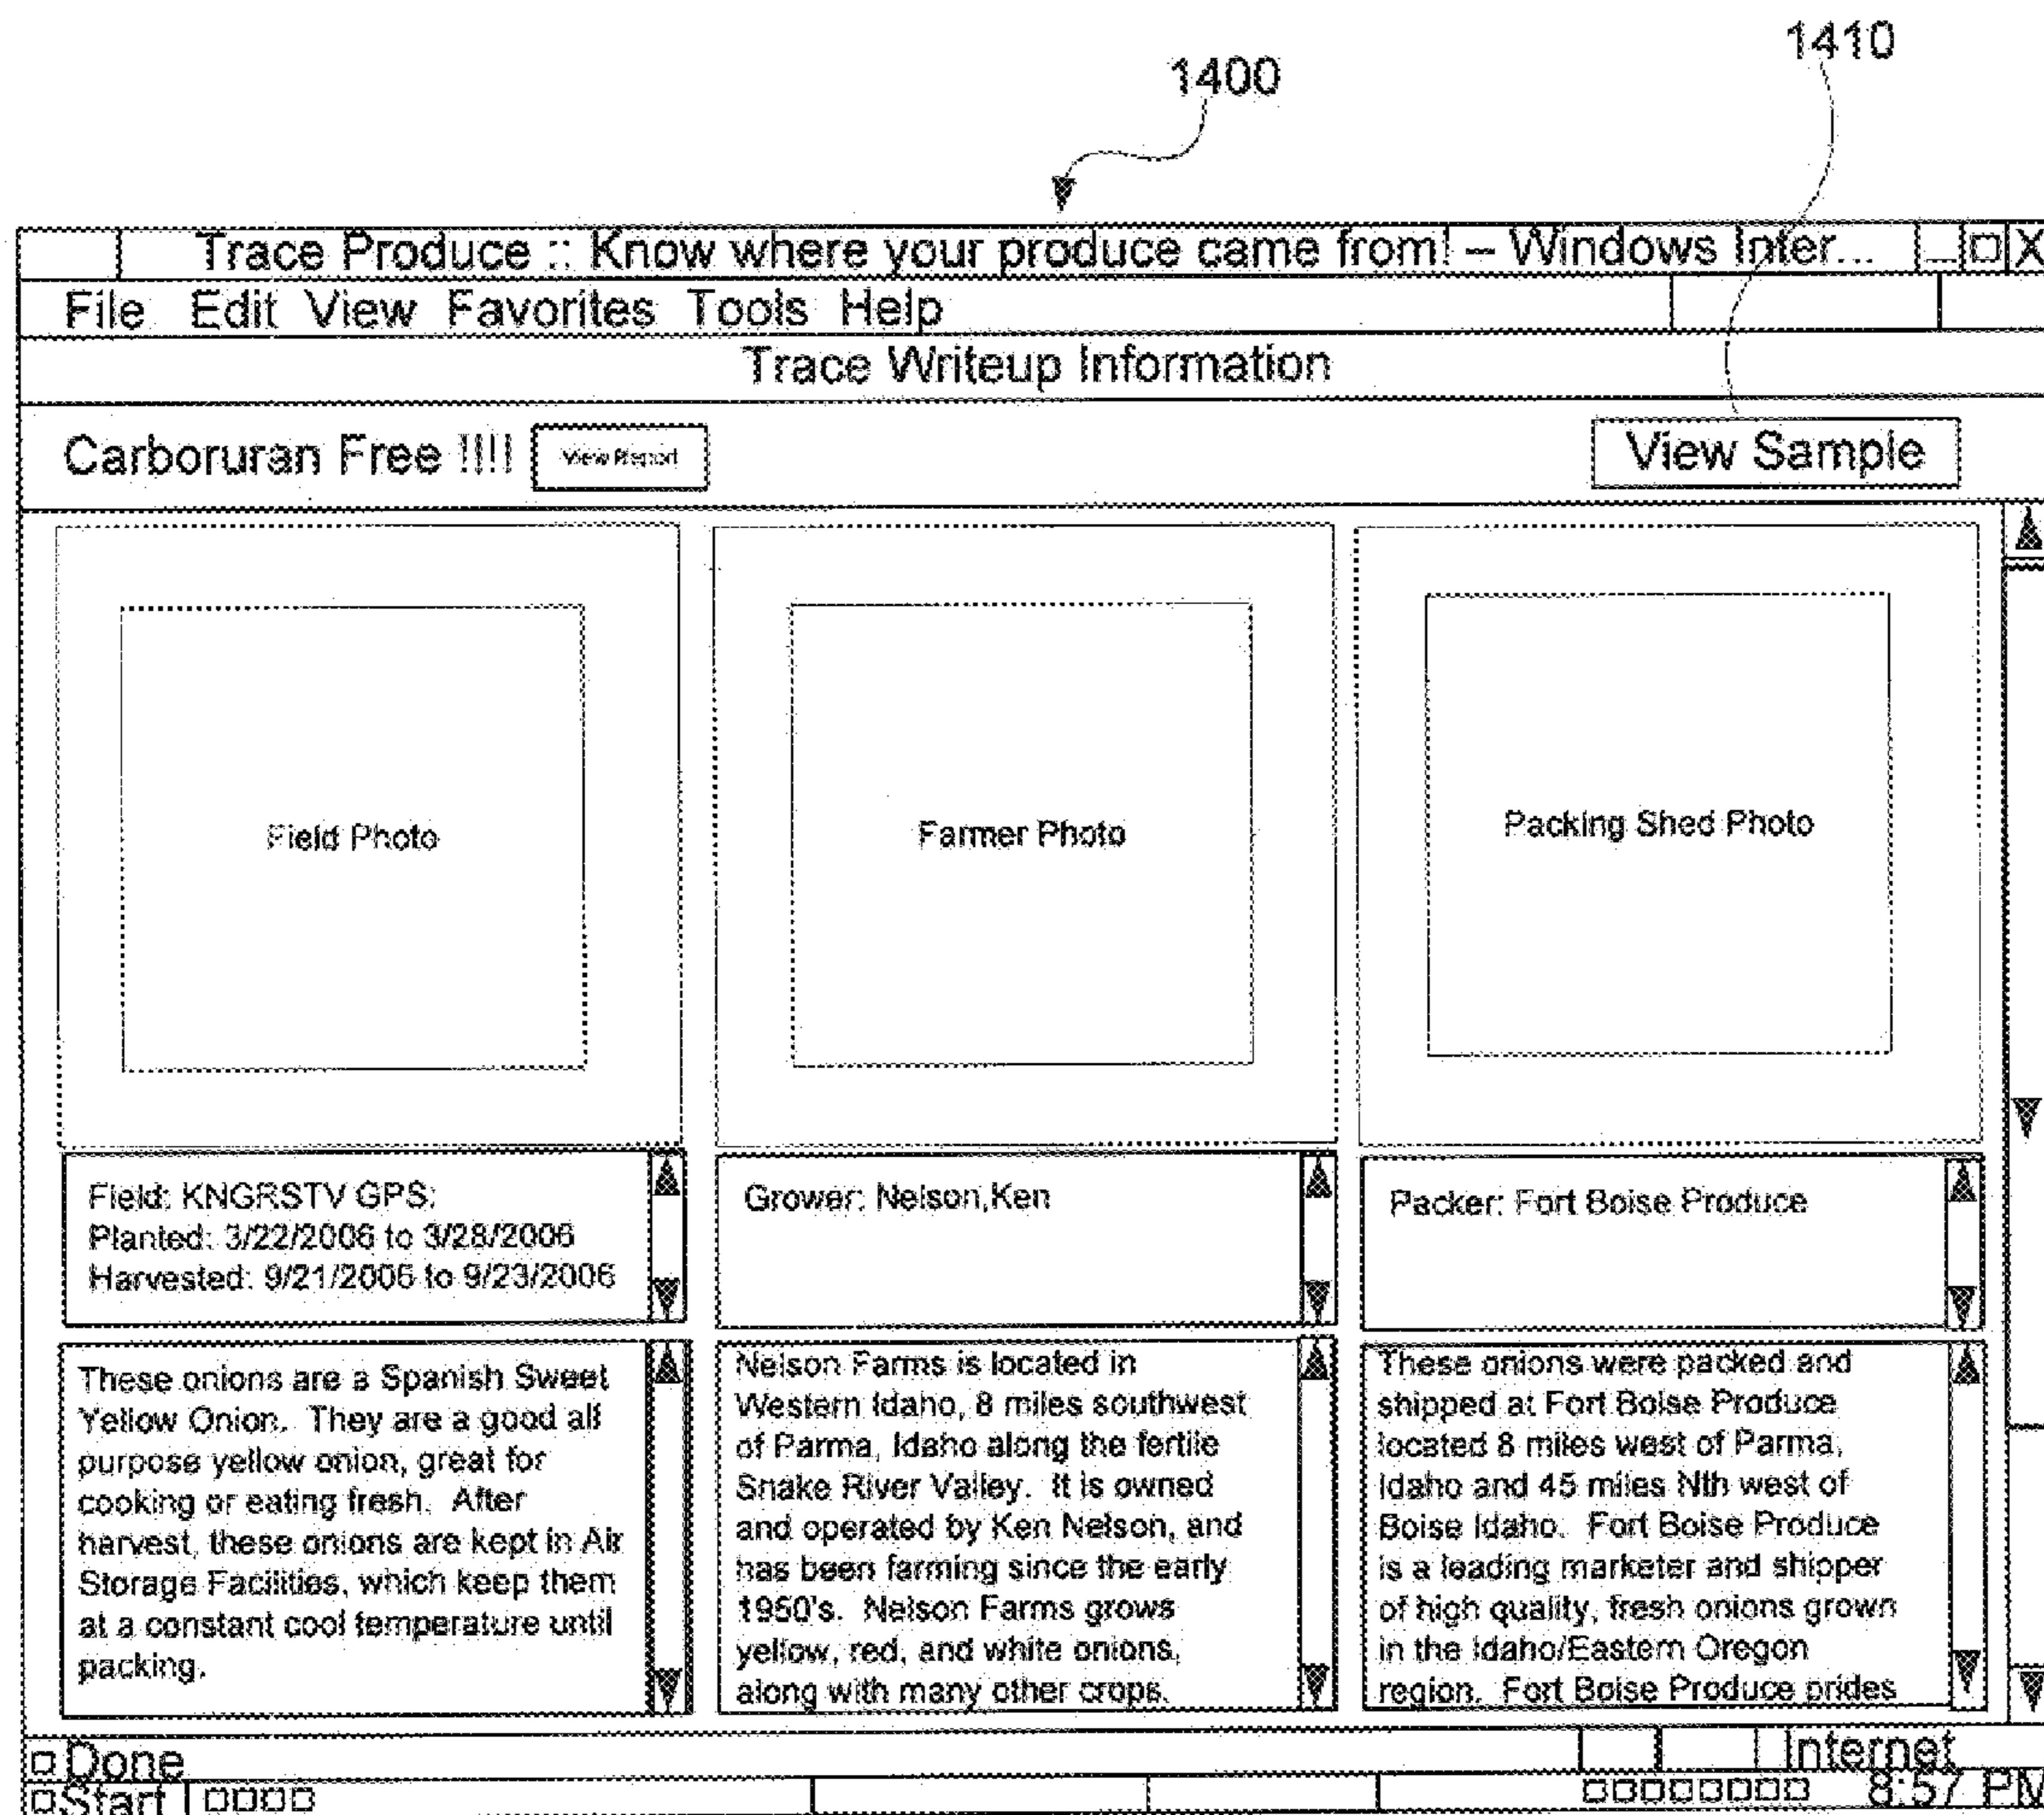 1400
1410
Trace Produce :: Know where your produce came from! – Windows Inter... _ □ X
File Edit View Favorites Tools Help
Trace Writeup Information
Carboruran Free !!!! View Report View Sample
Field Photo
Farmer Photo
Packing Shed Photo
Field: KNGRSTV GPS:
Planted: 3/22/2006 to 3/28/2006
Harvested: 9/21/2006 to 9/23/2006
Grower: Nelson,Ken
Packer: Fort Boise Produce
These onions are a Spanish Sweet
Yellow Onion. They are a good all
purpose yellow onion, great for
cooking or eating fresh. After
harvest, these onions are kept in Air
Storage Facilities, which keep them
at a constant cool temperature until
packing.
Nelson Farms is located in
Western Idaho, 8 miles southwest
of Parma, Idaho along the fertile
Snake River Valley. It is owned
and operated by Ken Nelson, and
has been farming since the early
1950's. Nelson Farms grows
yellow, red, and white onions,
along with many other crops.
These onions were packed and
shipped at Fort Boise Produce
located 8 miles west of Parma,
Idaho and 45 miles Nth west of
Boise Idaho. Fort Boise Produce
is a leading marketer and shipper
of high quality, fresh onions grown
in the Idaho/Eastern Oregon
region. Fort Boise Produce prides
Done Internet
Start 8:57 PM